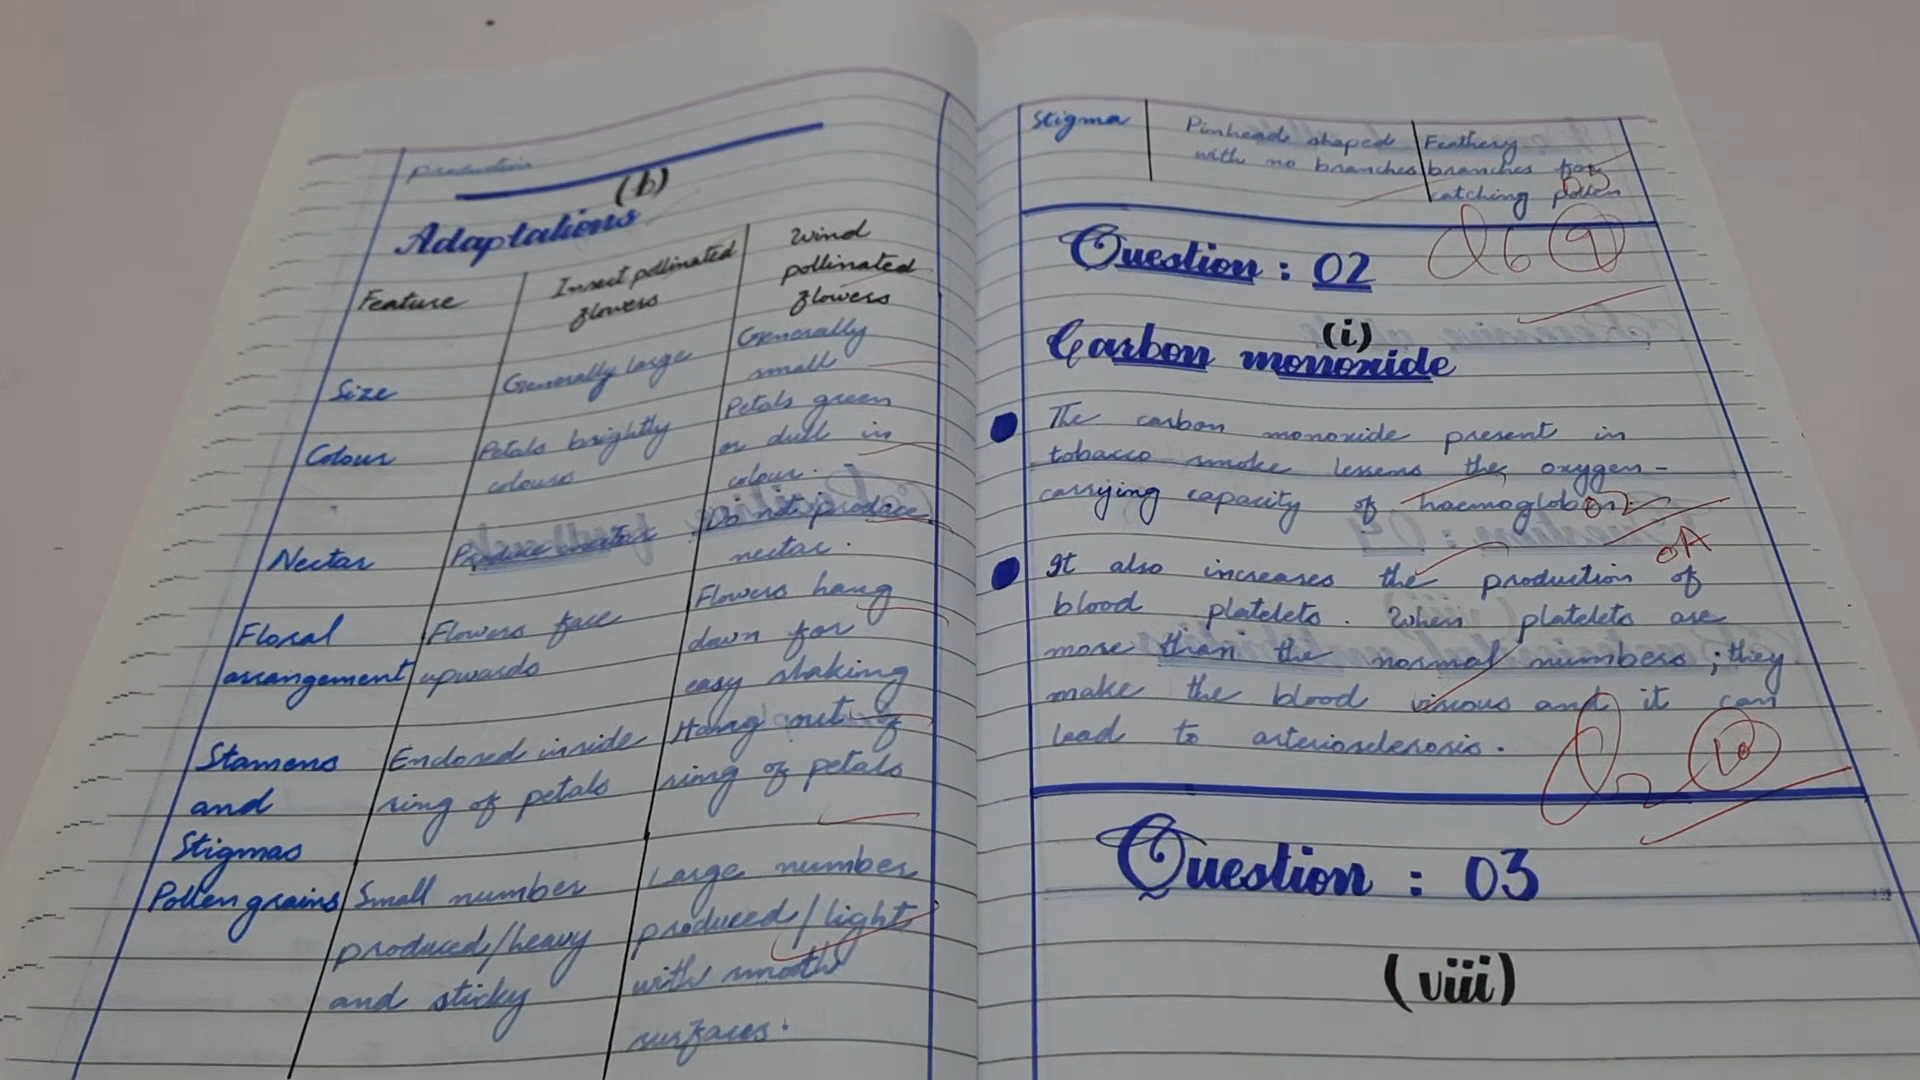 production
(b)
Adaptations
Feature
Insect pollinated
flowers
Wind
pollinated
flowers
Size
Generally large
Generally
small
Colour
Petals brightly
colours
Petals green
or dull in
colour.
Nectar
Produce nectar
Do not produce
nectar.
Floral
arrangement
Flowers face
upwards
Flowers hang
down for
easy shaking
Stamens
and
Stigmas
Enclosed inside
ring of petals
Hang out of
ring of petals
Pollen grains
Small number
produced/heavy
and sticky
Large number
produced/light
with smooth
surfaces.
Stigma
Pinhead shaped
with no branches
Feathery
branches for
catching pollen
Question : 02
(i)
Carbon monoxide
The carbon monoxide present in
tobacco smoke lessens the oxygen-
carrying capacity of haemoglobin.
It also increases the production of
blood platelets. When platelets are
more than the normal numbers; they
make the blood viscous and it can
lead to arteriosclerosis.
10
Question : 03
(viii)